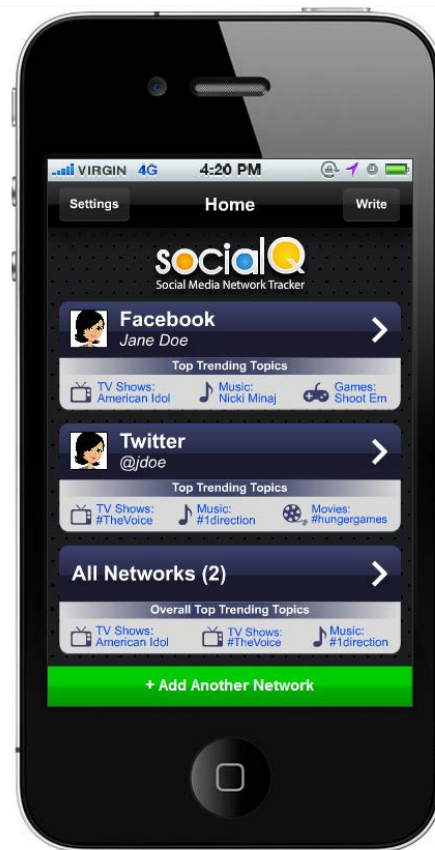 VIRGIN 4G 4:20 PM
Settings Home Write
socialQ
Social Media Network Tracker
Facebook
Jane Doe
Top Trending Topics
TV Shows: Music: Games:
American Idol Nicki Minaj Shoot Em
Twitter
@jdoe
Top Trending Topics
TV Shows: Music: Movies:
#TheVoice #1direction #hungergames
All Networks (2)
Overall Top Trending Topics
TV Shows: TV Shows: Music:
American Idol #TheVoice #1direction
+ Add Another Network